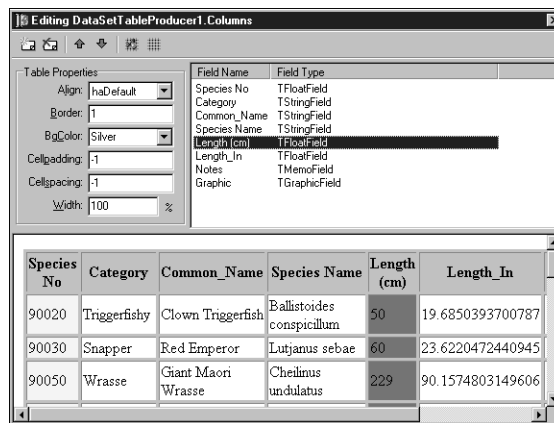 Editing DataSetTableProducer1.Columns
Table Properties
Align: haDefault
Border: 1
BgColor: Silver
Cellpadding: -1
Cellspacing: -1
Width: 100 %
Field Name Field Type
Species No TFloatField
Category TStringField
Common_Name TStringField
Species Name TStringField
Length (cm) TFloatField
Length_In TFloatField
Notes TMemoField
Graphic TGraphicField
Species No Category Common_Name Species Name Length (cm) Length_In
90020 Triggerfishy Clown Triggerfish Ballistoides conspicillum 50 19.6850393700787
90030 Snapper Red Emperor Lutjanus sebae 60 23.6220472440945
90050 Wrasse Giant Maori Wrasse Cheilinus undulatus 229 90.1574803149606